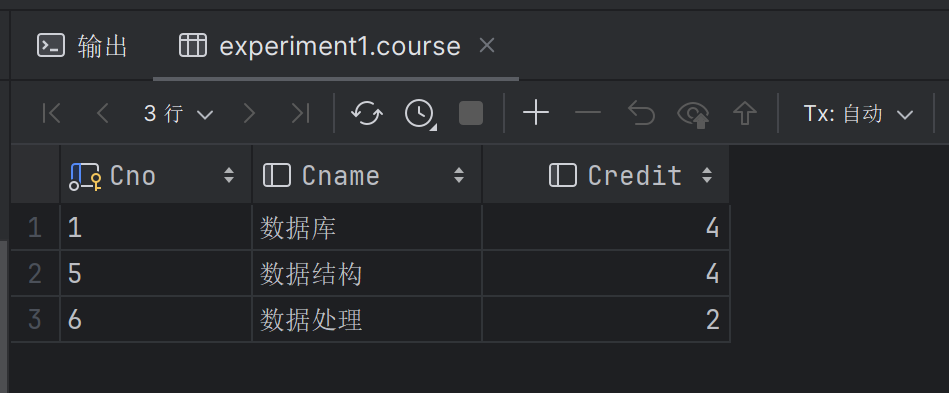 输出 experiment1.course
3 行 Tx: 自动
Cno Cname Credit
1 1 数据库 4
2 5 数据结构 4
3 6 数据处理 2